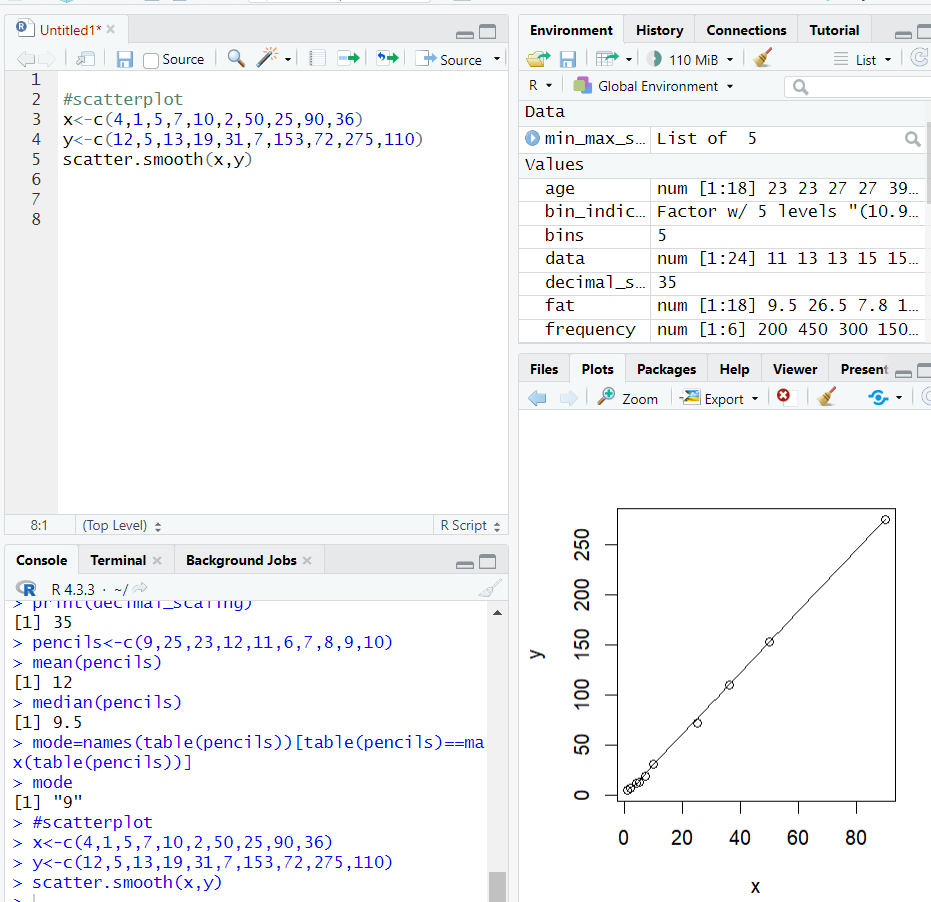 Untitled1*
Source
Source
1
2 #scatterplot
3 x<-c(4,1,5,7,10,2,50,25,90,36)
4 y<-c(12,5,13,19,31,7,153,72,275,110)
5 scatter.smooth(x,y)
6
7
8
8:1 (Top Level) R Script
Console Terminal Background Jobs
R 4.3.3 · ~/
> print(decimal_scaling)
[1] 35
> pencils<-c(9,25,23,12,11,6,7,8,9,10)
> mean(pencils)
[1] 12
> median(pencils)
[1] 9.5
> mode=names(table(pencils))[table(pencils)==ma
x(table(pencils))]
> mode
[1] "9"
> #scatterplot
> x<-c(4,1,5,7,10,2,50,25,90,36)
> y<-c(12,5,13,19,31,7,153,72,275,110)
> scatter.smooth(x,y)
>
Environment History Connections Tutorial
110 MiB List
R Global Environment
Data
min_max_s… List of 5
Values
age num [1:18] 23 23 27 27 39…
bin_indic… Factor w/ 5 levels "(10.9…
bins 5
data num [1:24] 11 13 13 15 15…
decimal_s… 35
fat num [1:18] 9.5 26.5 7.8 1…
frequency num [1:6] 200 450 300 150…
Files Plots Packages Help Viewer Present
Zoom Export
250
200
150
100
50
0
y
0 20 40 60 80
x